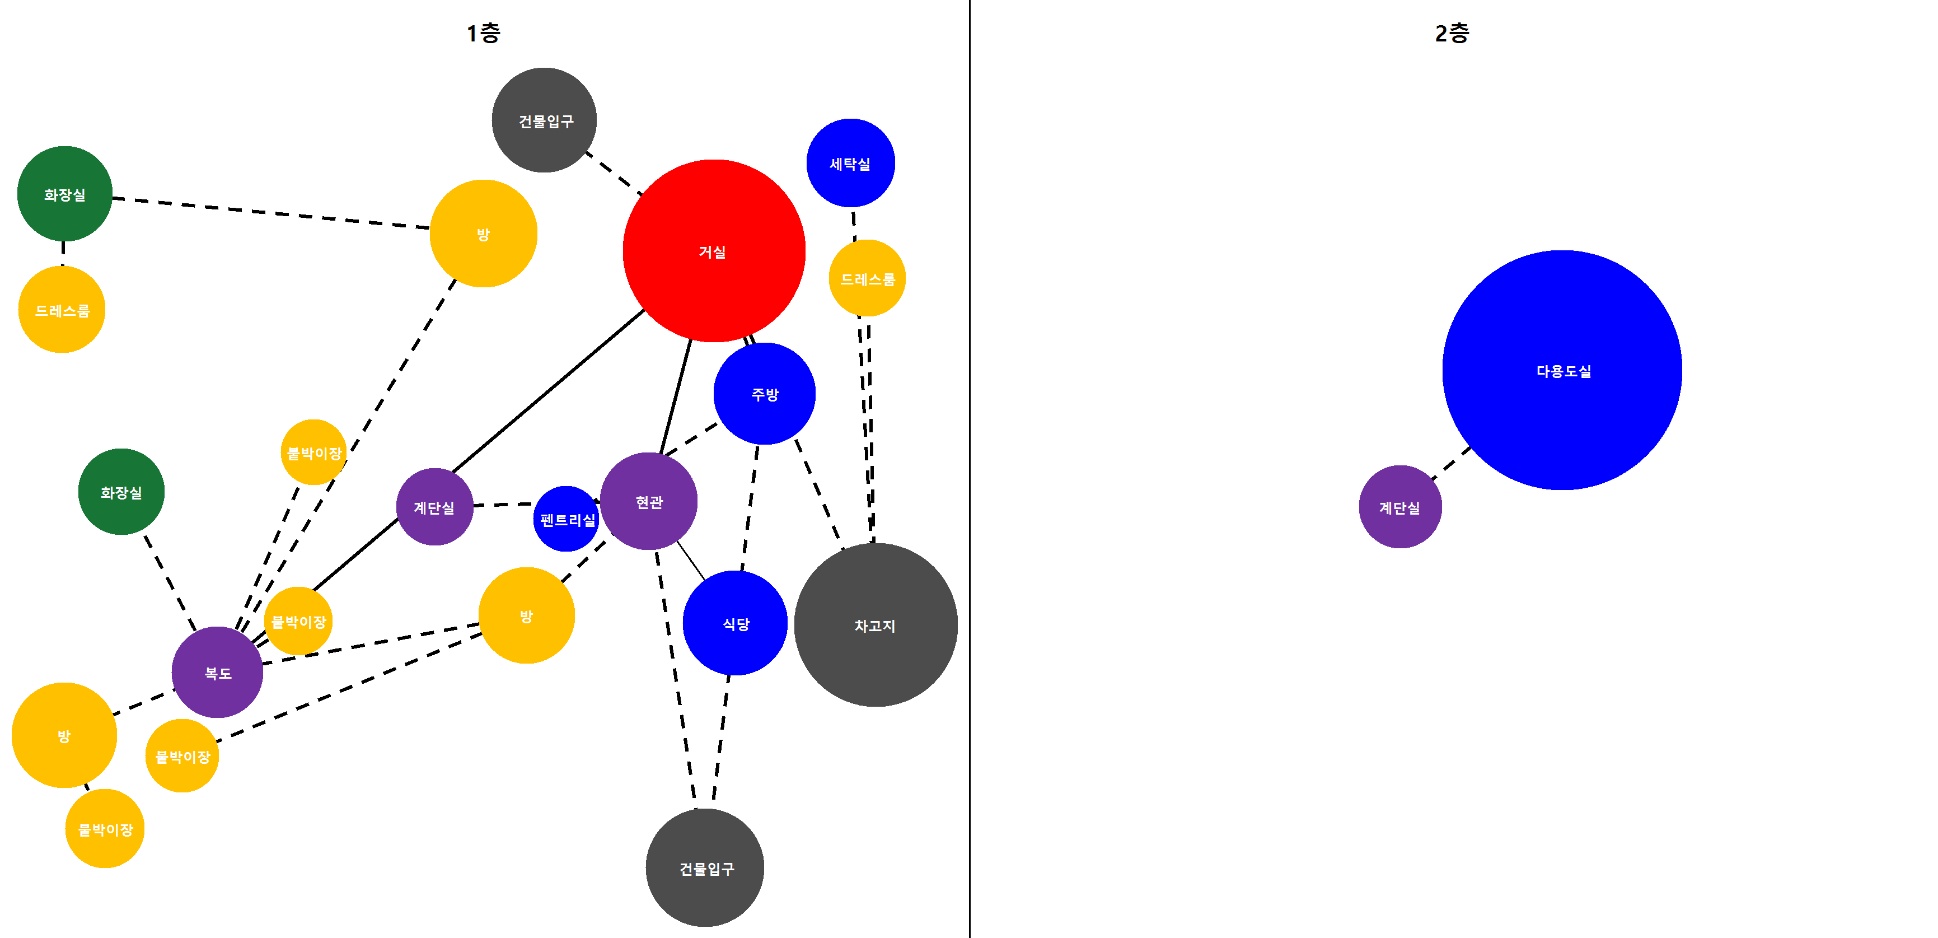 1층
건물입구
세탁실
화장실
방
거실
드레스룸
드레스룸
주방
붙박이장
화장실
계단실
펜트리실
현관
붙박이장
방
식당
차고지
복도
방
붙박이장
붙박이장
건물입구
2층
다용도실
계단실